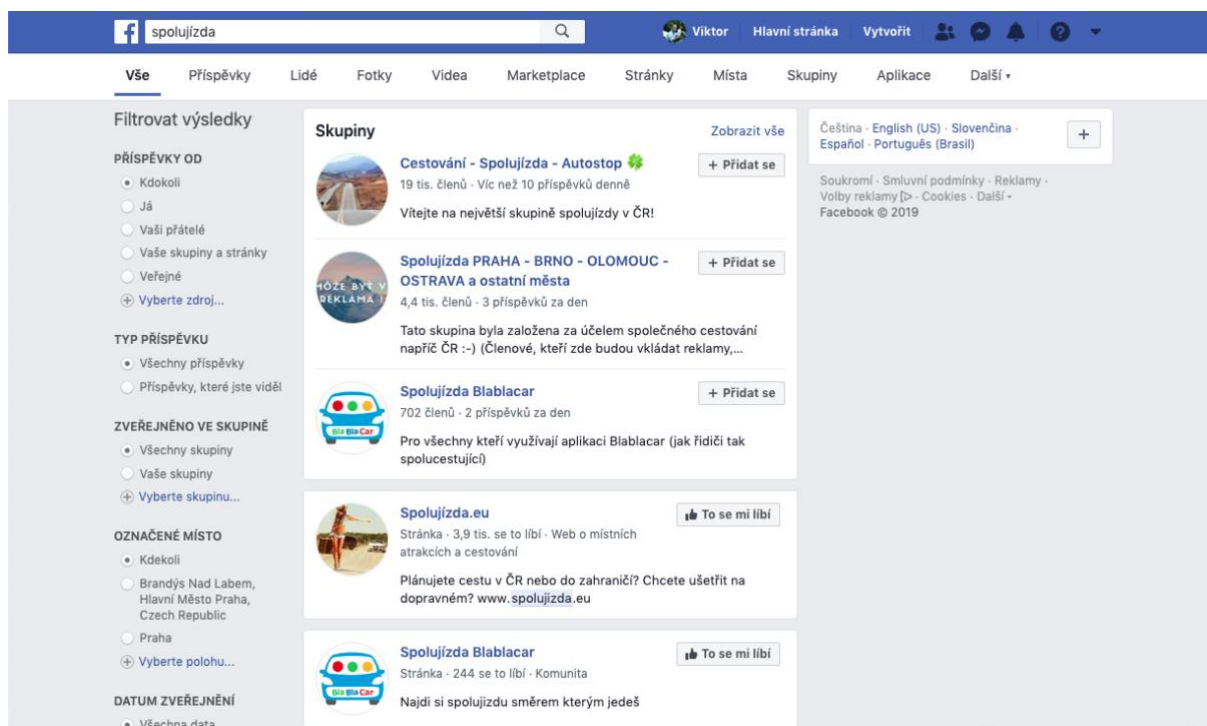 spolujízda
Viktor Hlavní stránka Vytvořit
Vše Příspěvky Lidé Fotky Videa Marketplace Stránky Místa Skupiny Aplikace Další
Filtrovat výsledky
PŘÍSPĚVKY OD
Kdokoli
Já
Vaši přátelé
Vaše skupiny a stránky
Veřejné
Vyberte zdroj...
TYP PŘÍSPĚVKU
Všechny příspěvky
Příspěvky, které jste viděl
ZVEŘEJNĚNO VE SKUPINĚ
Všechny skupiny
Vaše skupiny
Vyberte skupinu...
OZNAČENÉ MÍSTO
Kdekoli
Brandýs Nad Labem,
Hlavní Město Praha,
Czech Republic
Praha
Vyberte polohu...
DATUM ZVEŘEJNĚNÍ
Všechna data
Skupiny Zobrazit vše
Cestování - Spolujízda - Autostop 🍀 + Přidat se
19 tis. členů · Víc než 10 příspěvků denně
Vítejte na největší skupině spolujízdy v ČR!
MÔŽE BYŤ V
REKLAMA !
Spolujízda PRAHA - BRNO - OLOMOUC - + Přidat se
OSTRAVA a ostatní města
4,4 tis. členů · 3 příspěvků za den
Tato skupina byla založena za účelem společného cestování
napříč ČR :-) (Členové, kteří zde budou vkládat reklamy,...
BlaBlaCar
Spolujízda Blablacar + Přidat se
702 členů · 2 příspěvků za den
Pro všechny kteří využívají aplikaci Blablacar (jak řidiči tak
spolucestující)
Spolujízda.eu To se mi líbí
Stránka · 3,9 tis. se to líbí · Web o místních
atrakcích a cestování
Plánujete cestu v ČR nebo do zahraničí? Chcete ušetřit na
dopravném? www.spolujizda.eu
BlaBlaCar
Spolujízda Blablacar To se mi líbí
Stránka · 244 se to líbí · Komunita
Najdi si spolujizdu směrem kterým jedeš
Čeština · English (US) · Slovenčina ·
Español · Português (Brasil)
Soukromí · Smluvní podmínky · Reklamy ·
Volby reklamy · Cookies · Další
Facebook © 2019